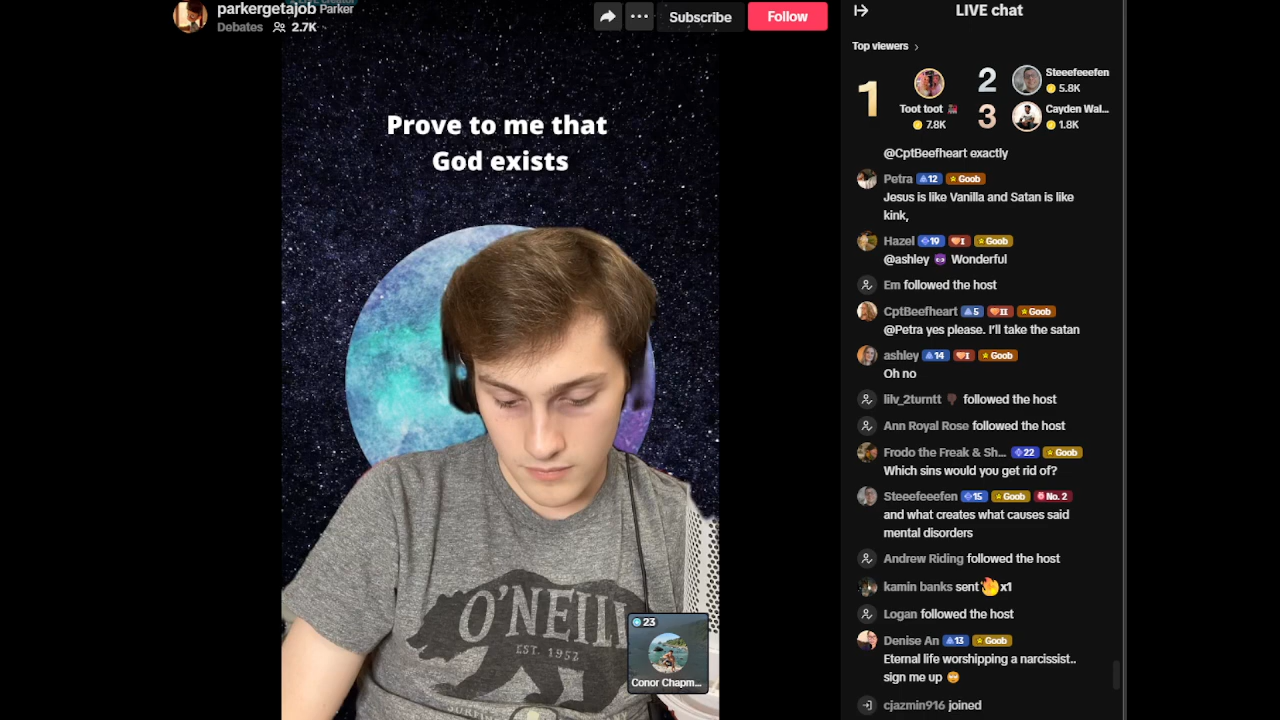 parkergetajob Parker
Debates 2.7K
Subscribe
Follow
Prove to me that
God exists
O'NEILL
EST. 1952
23
Conor Chapm...
LIVE chat
Top viewers
1
Toot toot
7.8K
2
Steeefeeefen
5.8K
3
Cayden Wal...
1.8K
@CptBeefheart exactly
Petra 12 Goob
Jesus is like Vanilla and Satan is like
kink,
Hazel 19 I Goob
@ashley Wonderful
Em followed the host
CptBeefheart 5 II Goob
@Petra yes please. I'll take the satan
ashley 14 I Goob
Oh no
lilv_2turntt followed the host
Ann Royal Rose followed the host
Frodo the Freak & Sh... 22 Goob
Which sins would you get rid of?
Steeefeeefen 15 Goob No. 2
and what creates what causes said
mental disorders
Andrew Riding followed the host
kamin banks sent x1
Logan followed the host
Denise An 13 Goob
Eternal life worshipping a narcissist..
sign me up
cjazmin916 joined